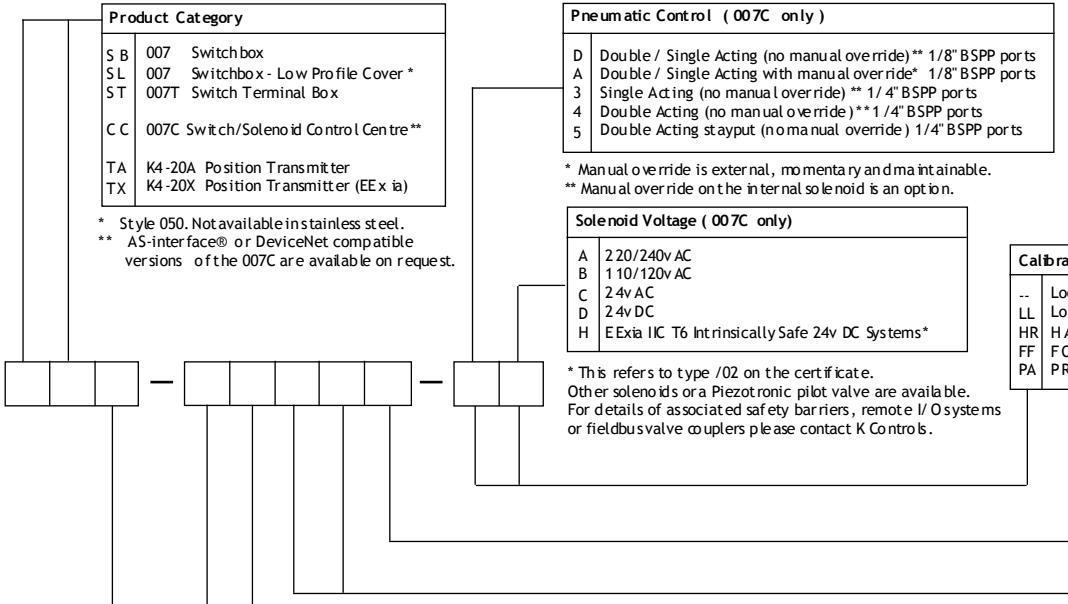 Product Category
SB 007 Switchbox
SL 007 Switchbox - Low Profile Cover *
ST 007T Switch Terminal Box
CC 007C Switch/Solenoid Control Centre**
TA K4-20A Position Transmitter
TX K4-20X Position Transmitter (EEx ia)
* Style 050. Not available in stainless steel.
** AS-interface® or DeviceNet compatible
versions of the 007C are available on request.
Pneumatic Control (007C only)
D Double / Single Acting (no manual override)** 1/8" BSPP ports
A Double / Single Acting with manual override* 1/8" BSPP ports
3 Single Acting (no manual override) ** 1/4" BSPP ports
4 Double Acting (no manual override) ** 1/4" BSPP ports
5 Double Acting stayput (no manual override) 1/4" BSPP ports
* Manual override is external, momentary and maintainable.
** Manual override on the internal solenoid is an option.
Solenoid Voltage (007C only)
A 220/240v AC
B 110/120v AC
C 24v AC
D 24v DC
H EExia IIC T6 Intrinsically Safe 24v DC Systems*
* This refers to type /02 on the certificate.
Other solenoids or a Piezotronic pilot valve are available.
For details of associated safety barriers, remote I/O systems
or fieldbus valve couplers please contact K Controls.
--
LL
HR
FF
PA